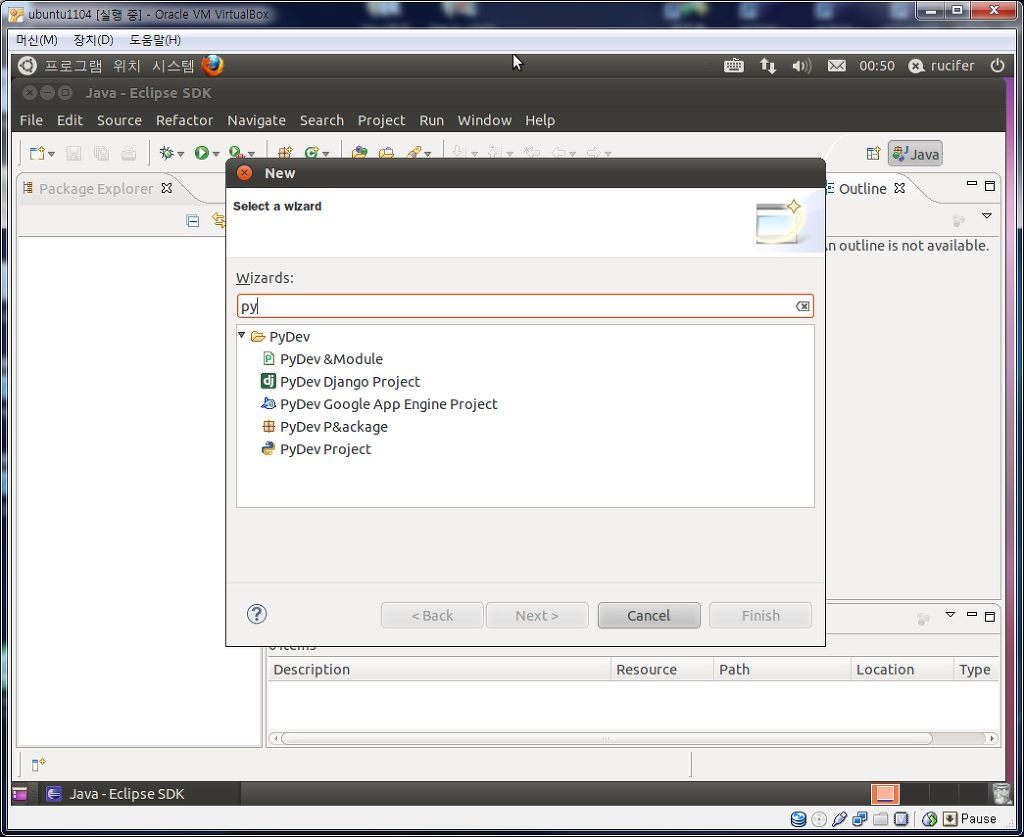 ubuntu1104 [실행 중] - Oracle VM VirtualBox
머신(M) 장치(D) 도움말(H)
프로그램 위치 시스템 00:50 rucifer
Java - Eclipse SDK
File Edit Source Refactor Navigate Search Project Run Window Help
Java
Package Explorer
Outline
An outline is not available.
New
Select a wizard
Wizards:
py
PyDev
PyDev &Module
PyDev Django Project
PyDev Google App Engine Project
PyDev P&ackage
PyDev Project
< Back Next > Cancel Finish
0 items
Description Resource Path Location Type
Java - Eclipse SDK
Pause